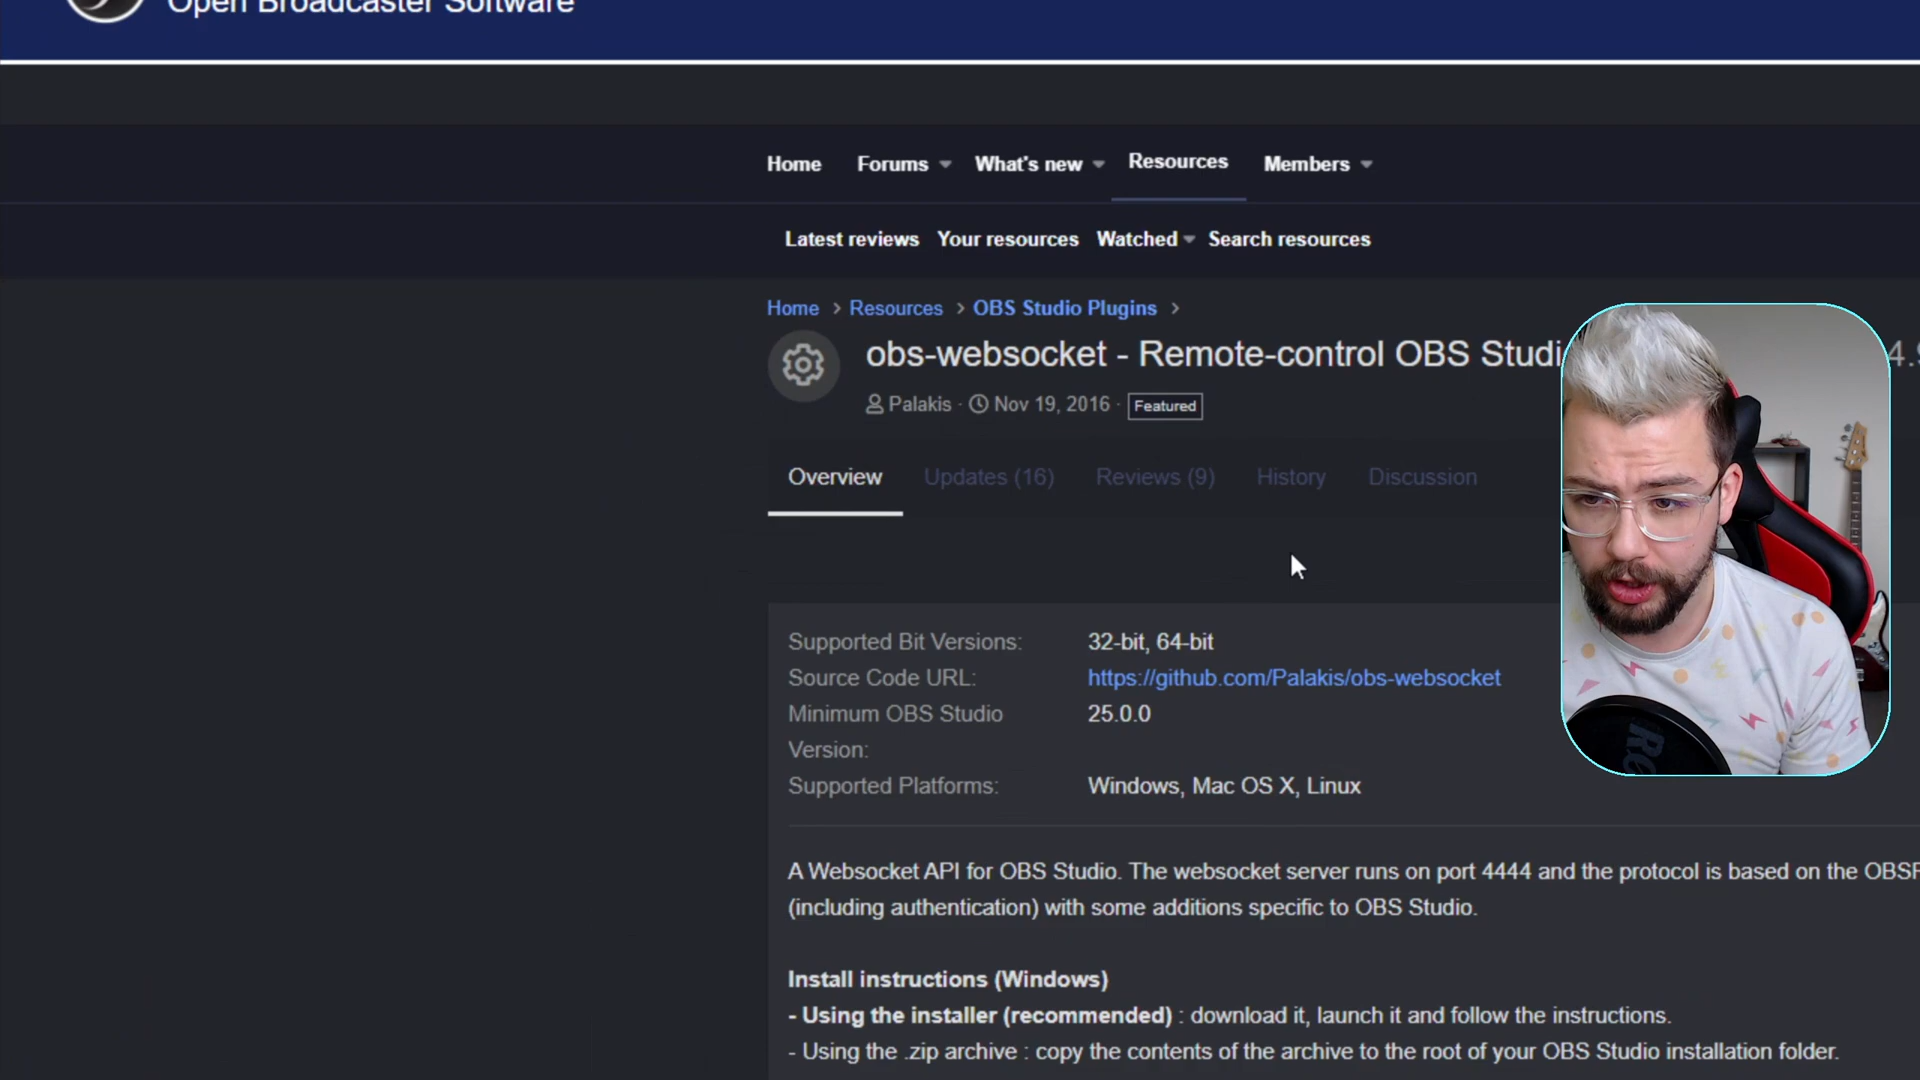 Open Broadcaster Software
Home Forums What's new Resources Members
Latest reviews Your resources Watched Search resources
Home > Resources > OBS Studio Plugins >
obs-websocket - Remote-control OBS Studi 4.9
Palakis · Nov 19, 2016 · Featured
Overview Updates (16) Reviews (9) History Discussion
Supported Bit Versions: 32-bit, 64-bit
Source Code URL: https://github.com/Palakis/obs-websocket
Minimum OBS Studio 25.0.0
Version:
Supported Platforms: Windows, Mac OS X, Linux
A Websocket API for OBS Studio. The websocket server runs on port 4444 and the protocol is based on the
(including authentication) with some additions specific to OBS Studio.
Install instructions (Windows)
- Using the installer (recommended) : download it, launch it and follow the instructions.
- Using the .zip archive : copy the contents of the archive to the root of your OBS Studio installation folder.